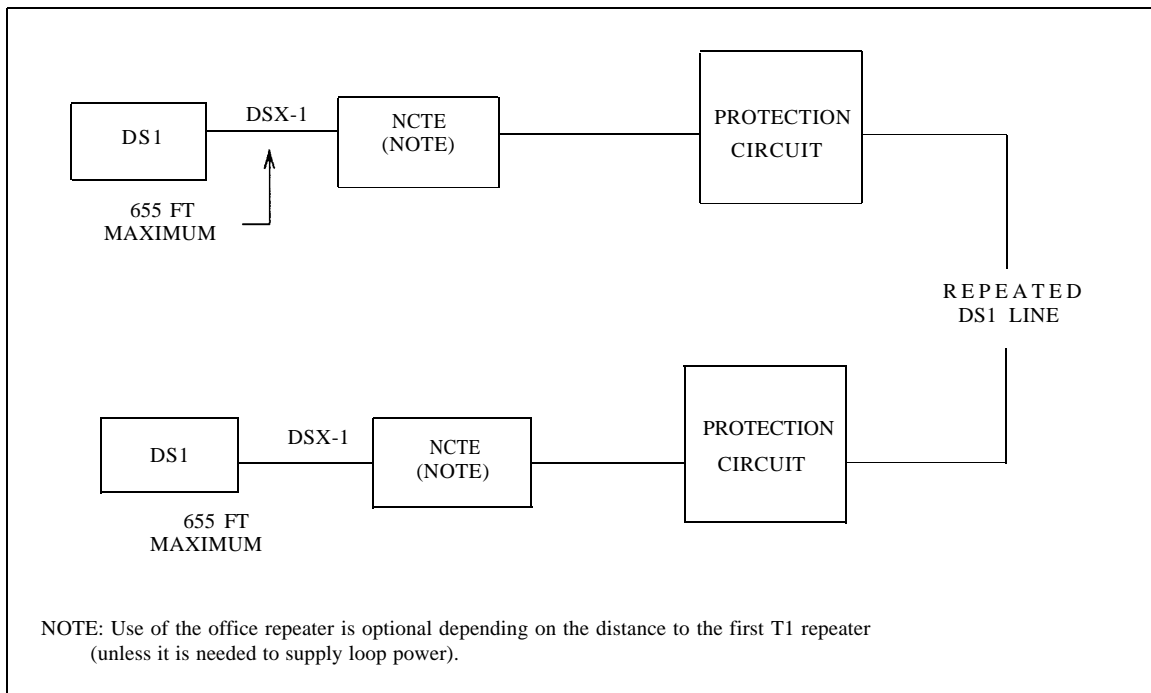 DS1
DSX-1
NCTE
(NOTE)
PROTECTION
CIRCUIT
655 FT
MAXIMUM
REPEATED
DS1 LINE
DS1
DSX-1
NCTE
(NOTE)
PROTECTION
CIRCUIT
655 FT
MAXIMUM
NOTE: Use of the office repeater is optional depending on the distance to the first T1 repeater
(unless it is needed to supply loop power).